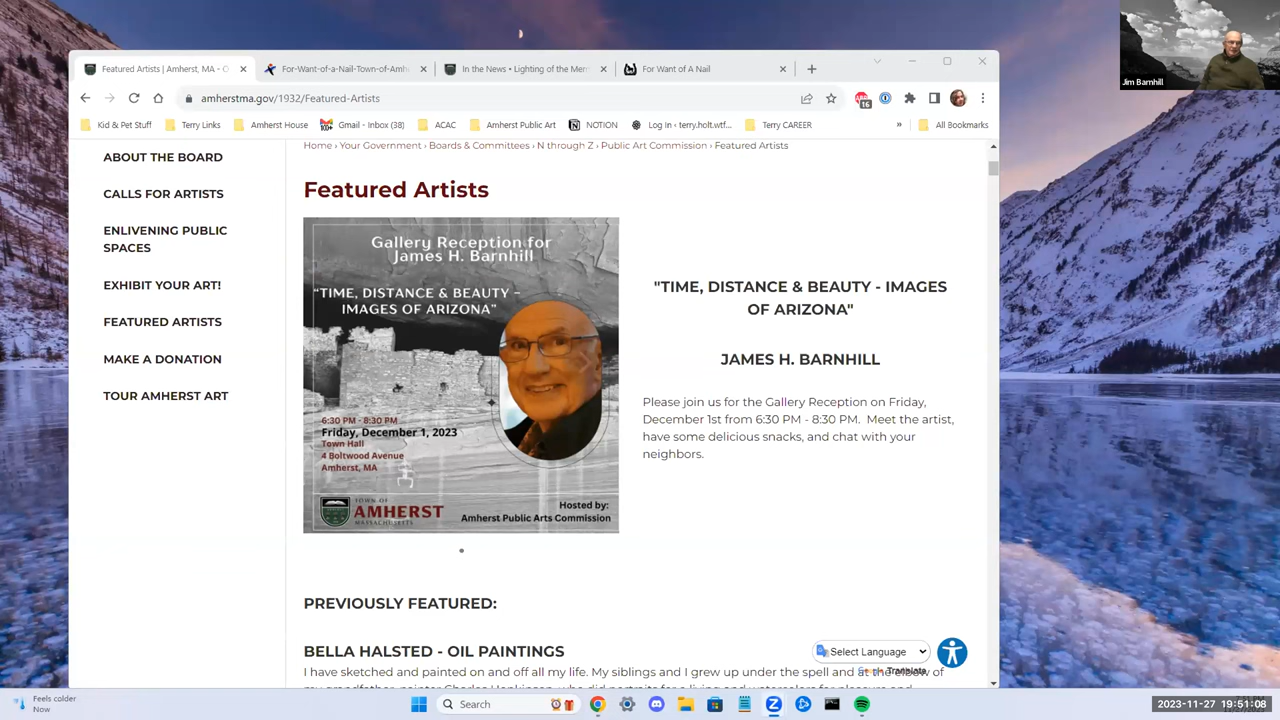 Jim Barnhill
Featured Artists | Amherst, MA - O
For-Want-of-a-Nail-Town-of-Amh
In the News • Lighting of the Merr
For Want of A Nail
amherstma.gov/1932/Featured-Artists
16
Kid & Pet Stuff
Terry Links
Amherst House
100+
Gmail - Inbox (38)
ACAC
Amherst Public Art
NOTION
Log in ‹ terry.holt.wtf...
Terry CAREER
»
All Bookmarks
Home › Your Government › Boards & Committees › N through Z › Public Art Commission › Featured Artists
ABOUT THE BOARD
CALLS FOR ARTISTS
ENLIVENING PUBLIC
SPACES
EXHIBIT YOUR ART!
FEATURED ARTISTS
MAKE A DONATION
TOUR AMHERST ART
Featured Artists
Gallery Reception for
James H. Barnhill
“TIME, DISTANCE & BEAUTY –
IMAGES OF ARIZONA”
6:30 PM - 8:30 PM
Friday, December 1, 2023
Town Hall
4 Boltwood Avenue
Amherst, MA
TOWN OF
AMHERST
MASSACHUSETTS
Hosted by:
Amherst Public Arts Commission
"TIME, DISTANCE & BEAUTY - IMAGES
OF ARIZONA"
JAMES H. BARNHILL
Please join us for the Gallery Reception on Friday,
December 1st from 6:30 PM - 8:30 PM. Meet the artist,
have some delicious snacks, and chat with your
neighbors.
PREVIOUSLY FEATURED:
BELLA HALSTED - OIL PAINTINGS
I have sketched and painted on and off all my life. My siblings and I grew up under the spell and at the elbow of
Select Language
Translate
Feels colder
Now
Search
2023-11-27 19:51:08